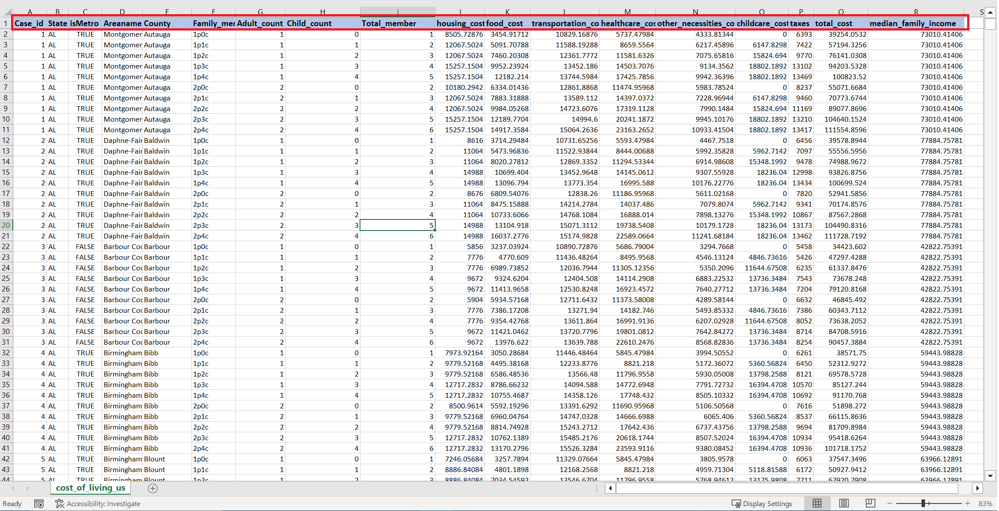 A B C D E F G H I J K L M N O P Q R S
1 Case_id State isMetro Areaname County Family_mer Adult_count Child_count Total_member housing_cost food_cost transportation_co healthcare_cos other_necessities_co childcare_cost taxes total_cost median_family_income
2 1 AL TRUE Montgomer Autauga 1p0c 1 0 1 8505.72876 3454.91712 10829.16876 5737.47984 4333.81344 0 6393 39254.0532 73010.41406
3 1 AL TRUE Montgomer Autauga 1p1c 1 1 2 12067.5024 5091.70788 11588.19288 8659.5564 6217.45896 6147.8298 7422 57194.3256 73010.41406
4 1 AL TRUE Montgomer Autauga 1p2c 1 2 3 12067.5024 7460.20308 12361.7772 11581.6326 7075.65816 15824.694 9770 76141.0308 73010.41406
5 1 AL TRUE Montgomer Autauga 1p3c 1 3 4 15257.1504 9952.23924 13452.186 14503.7076 9134.3562 18802.1892 13102 94203.5328 73010.41406
6 1 AL TRUE Montgomer Autauga 1p4c 1 4 5 15257.1504 12182.214 13744.5984 17425.7856 9942.36396 18802.1892 13469 100823.52 73010.41406
7 1 AL TRUE Montgomer Autauga 2p0c 2 0 2 10180.2942 6334.01436 12861.8868 11474.95968 5983.78524 0 8237 55071.6684 73010.41406
8 1 AL TRUE Montgomer Autauga 2p1c 2 1 3 12067.5024 7883.31888 13589.112 14397.0372 7228.96944 6147.8298 9460 70773.6744 73010.41406
9 1 AL TRUE Montgomer Autauga 2p2c 2 2 4 12067.5024 9984.05268 14723.6076 17319.1128 7990.1484 15824.694 11169 89077.8696 73010.41406
10 1 AL TRUE Montgomer Autauga 2p3c 2 3 5 15257.1504 12189.7704 14994.6 20241.1872 9945.10176 18802.1892 13210 104640.1524 73010.41406
11 1 AL TRUE Montgomer Autauga 2p4c 2 4 6 15257.1504 14917.3584 15064.2636 23163.2652 10933.41504 18802.1892 13417 111554.8596 73010.41406
12 2 AL TRUE Daphne-Fair Baldwin 1p0c 1 0 1 8616 3714.29484 10731.65256 5593.47984 4467.7518 0 6456 39578.8944 77884.75781
13 2 AL TRUE Daphne-Fair Baldwin 1p1c 1 1 2 11064 5473.96836 11522.93844 8444.00688 5992.35828 5962.7142 7097 55556.5956 77884.75781
14 2 AL TRUE Daphne-Fair Baldwin 1p2c 1 2 3 11064 8020.27812 12869.3352 11294.53344 6914.98608 15348.1992 9478 74988.9672 77884.75781
15 2 AL TRUE Daphne-Fair Baldwin 1p3c 1 3 4 14988 10699.404 13452.9648 14145.0612 9307.55928 18236.04 12998 93826.8756 77884.75781
16 2 AL TRUE Daphne-Fair Baldwin 1p4c 1 4 5 14988 13096.794 13773.354 16995.588 10176.22776 18236.04 13434 100699.524 77884.75781
17 2 AL TRUE Daphne-Fair Baldwin 2p0c 2 0 2 8676 6809.54076 12838.26 11186.95968 5611.02168 0 7820 52941.5856 77884.75781
18 2 AL TRUE Daphne-Fair Baldwin 2p1c 2 1 3 11064 8475.15888 14214.2784 14037.486 7079.8074 5962.7142 9341 70174.8576 77884.75781
19 2 AL TRUE Daphne-Fair Baldwin 2p2c 2 2 4 11064 10733.6066 14768.1084 16888.014 7898.13276 15348.1992 10867 87567.2868 77884.75781
20 2 AL TRUE Daphne-Fair Baldwin 2p3c 2 3 5 14988 13104.918 15071.3112 19738.5408 10179.1728 18236.04 13173 104490.8316 77884.75781
21 2 AL TRUE Daphne-Fair Baldwin 2p4c 2 4 6 14988 16037.2776 15174.9828 22589.0664 11241.68184 18236.04 13462 111728.7192 77884.75781
22 3 AL FALSE Barbour Cou Barbour 1p0c 1 0 1 5856 3237.03924 10890.72876 5686.79004 3294.7668 0 5458 34423.602 42822.75391
23 3 AL FALSE Barbour Cou Barbour 1p1c 1 1 2 7776 4770.609 11436.48264 8495.9568 4546.13124 4846.73616 5426 47297.4288 42822.75391
24 3 AL FALSE Barbour Cou Barbour 1p2c 1 2 3 7776 6989.73852 12036.7944 11305.12356 5350.2096 11644.67508 6235 61337.8476 42822.75391
25 3 AL FALSE Barbour Cou Barbour 1p3c 1 3 4 9672 9324.6204 12404.508 14114.2908 6883.22532 13736.3484 7543 73678.248 42822.75391
26 3 AL FALSE Barbour Cou Barbour 1p4c 1 4 5 9672 11413.9658 12530.8248 16923.4572 7640.27712 13736.3484 7204 79120.8168 42822.75391
27 3 AL FALSE Barbour Cou Barbour 2p0c 2 0 2 5904 5934.57168 12711.6432 11373.58008 4289.58144 0 6632 46845.492 42822.75391
28 3 AL FALSE Barbour Cou Barbour 2p1c 2 1 3 7776 7386.17208 13271.94 14182.746 5493.85332 4846.73616 7386 60343.7112 42822.75391
29 3 AL FALSE Barbour Cou Barbour 2p2c 2 2 4 7776 9354.42768 13611.864 16991.9136 6207.02928 11644.67508 8052 73638.2052 42822.75391
30 3 AL FALSE Barbour Cou Barbour 2p3c 2 3 5 9672 11421.0462 13720.7796 19801.0812 7642.84272 13736.3484 8714 84708.5916 42822.75391
31 3 AL FALSE Barbour Cou Barbour 2p4c 2 4 6 9672 13976.622 13639.788 22610.2476 8568.82836 13736.3484 8254 90457.3884 42822.75391
32 4 AL TRUE Birmingham Bibb 1p0c 1 0 1 7973.92164 3050.28684 11446.48464 5845.47984 3994.50552 0 6261 38571.75 59443.98828
33 4 AL TRUE Birmingham Bibb 1p1c 1 1 2 9779.52168 4495.38168 12233.8776 8821.218 5172.36072 5360.56824 6450 52312.9272 59443.98828
34 4 AL TRUE Birmingham Bibb 1p2c 1 2 3 9779.52168 6586.48536 13566.48 11796.9558 5930.05008 13798.2588 8121 69578.5728 59443.98828
35 4 AL TRUE Birmingham Bibb 1p3c 1 3 4 12717.2832 8786.66232 14094.588 14772.6948 7791.72732 16394.4708 10570 85127.244 59443.98828
36 4 AL TRUE Birmingham Bibb 1p4c 1 4 5 12717.2832 10755.4687 14358.126 17748.432 8505.10332 16394.4708 10692 91170.768 59443.98828
37 4 AL TRUE Birmingham Bibb 2p0c 2 0 2 8500.9614 5592.19296 13391.6292 11690.95968 5106.50568 0 7616 51898.272 59443.98828
38 4 AL TRUE Birmingham Bibb 2p1c 2 1 3 9779.52168 6960.04764 14747.0328 14666.6988 6065.406 5360.56824 8537 66115.8636 59443.98828
39 4 AL TRUE Birmingham Bibb 2p2c 2 2 4 9779.52168 8814.74928 15243.2712 17642.436 6737.43756 13798.2588 9694 81709.8984 59443.98828
40 4 AL TRUE Birmingham Bibb 2p3c 2 3 5 12717.2832 10762.1389 15485.2176 20618.1744 8507.52024 16394.4708 10934 95418.6264 59443.98828
41 4 AL TRUE Birmingham Bibb 2p4c 2 4 6 12717.2832 13170.2796 15526.3284 23593.9116 9380.08452 16394.4708 10936 101718.1752 59443.98828
42 5 AL TRUE Birmingham Blount 1p0c 1 0 1 7246.05684 3257.7894 11329.07664 5845.47984 3805.9578 0 6063 37547.3496 63966.12891
43 5 AL TRUE Birmingham Blount 1p1c 1 1 2 8886.84084 4801.1898 12168.2568 8821.218 4959.71304 5118.81588 6172 50927.9412 63966.12891
44 5 AL TRUE Birmingham Blount 1p2c 1 2 3 8886.84084 7034.54592 13546.6704 11796.9558 5768.94612 13175.9808 7711 67920.7908 63966.12891
cost_of_living_us
Ready Accessibility: Investigate Display Settings 83%